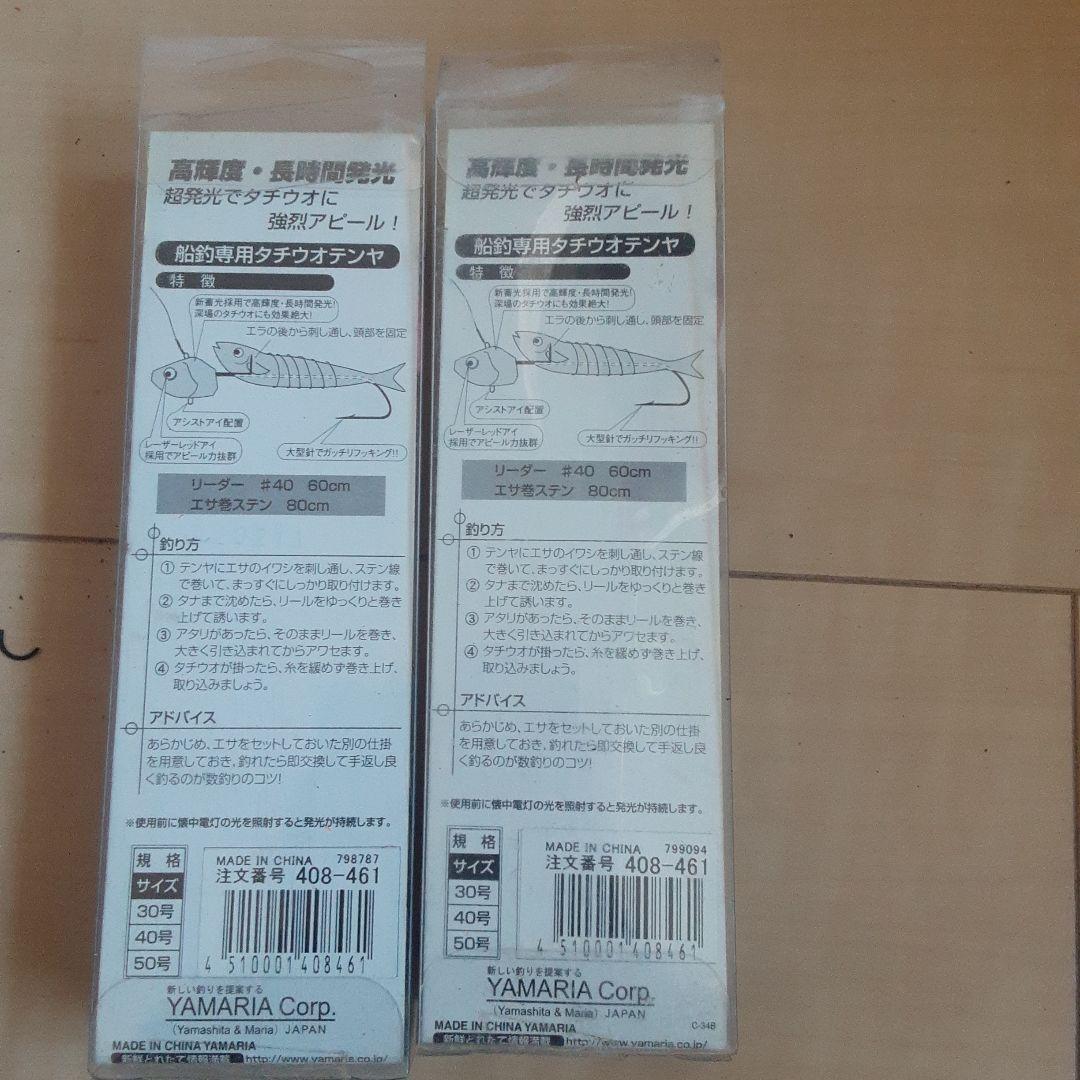 高輝度・長時間発光
超発光でタチウオに
強烈アピール！
船釣専用タチウオテンヤ
特 徴
新蓄光採用で高輝度・長時間発光!
深場のタチウオにも効果絶大!
エラの後から刺し通し、頭部を固定
アシストアイ配置
レーザーレッドアイ
採用でアピール力抜群
大型針でガッチリフッキング!!
リーダー ♯40 60cm
エサ巻ステン 80cm
釣り方
① テンヤにエサのイワシを刺し通し、ステン線
で巻いて、まっすぐにしっかり取り付けます。
② タナまで沈めたら、リールをゆっくりと巻き
上げて誘います。
③ アタリがあったら、そのままリールを巻き、
大きく引き込まれてからアワセます。
④ タチウオが掛ったら、糸を緩めず巻き上げ、
取り込みましょう。
アドバイス
あらかじめ、エサをセットしておいた別の仕掛
を用意しておき、釣れたら即交換して手返し良
く釣るのが数釣りのコツ!
※使用前に懐中電灯の光を照射すると発光が持続します。
規 格
サイズ
30号
40号
50号
MADE IN CHINA 798787
注文番号 408-461
4 510001 408461
新しい釣りを提案する
YAMARIA Corp.
(Yamashita & Maria) JAPAN
MADE IN CHINA YAMARIA
新鮮とれたて情報満載 http://www.yamaria.co.jp/
高輝度・長時間発光
超発光でタチウオに
強烈アピール！
船釣専用タチウオテンヤ
特 徴
新蓄光採用で高輝度・長時間発光!
深場のタチウオにも効果絶大!
エラの後から刺し通し、頭部を固定
アシストアイ配置
レーザーレッドアイ
採用でアピール力抜群
大型針でガッチリフッキング!!
リーダー ♯40 60cm
エサ巻ステン 80cm
釣り方
① テンヤにエサのイワシを刺し通し、ステン線
で巻いて、まっすぐにしっかり取り付けます。
② タナまで沈めたら、リールをゆっくりと巻き
上げて誘います。
③ アタリがあったら、そのままリールを巻き、
大きく引き込まれてからアワセます。
④ タチウオが掛ったら、糸を緩めず巻き上げ、
取り込みましょう。
アドバイス
あらかじめ、エサをセットしておいた別の仕掛
を用意しておき、釣れたら即交換して手返し良
く釣るのが数釣りのコツ!
※使用前に懐中電灯の光を照射すると発光が持続します。
規 格
サイズ
30号
40号
50号
MADE IN CHINA 799094
注文番号 408-461
4 510001 408461
新しい釣りを提案する
YAMARIA Corp.
(Yamashita & Maria) JAPAN
MADE IN CHINA YAMARIA C-34B
新鮮とれたて情報満載 http://www.yamaria.co.jp/